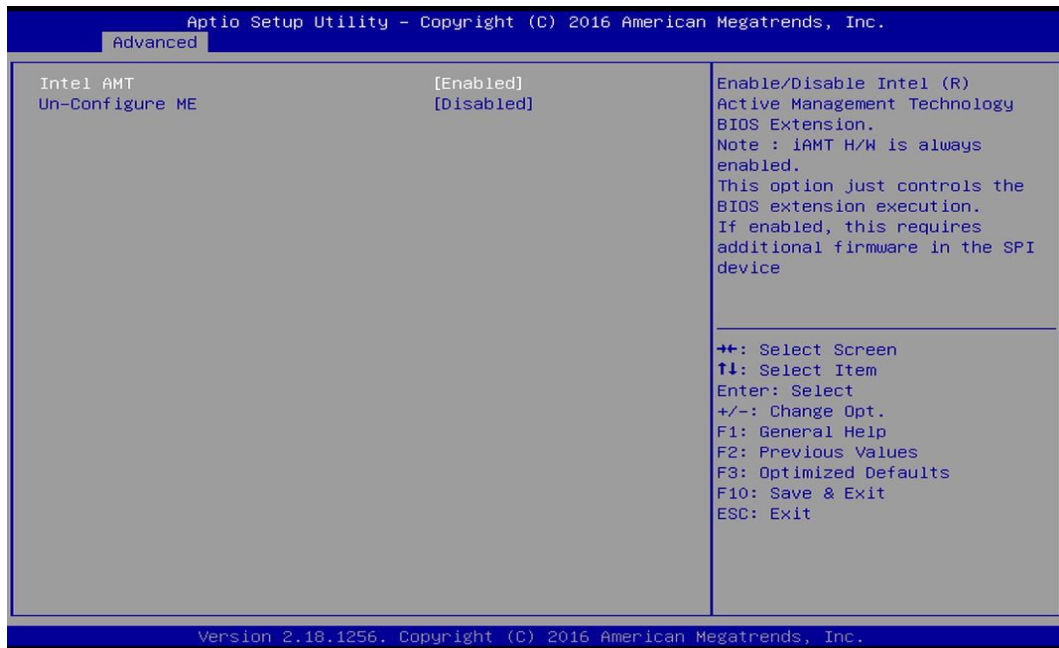 Aptio Setup Utility – Copyright (C) 2016 American Megatrends, Inc.
Advanced
Intel AMT [Enabled]
Un-Configure ME [Disabled]
Enable/Disable Intel (R)
Active Management Technology
BIOS Extension.
Note : iAMT H/W is always
enabled.
This option just controls the
BIOS extension execution.
If enabled, this requires
additional firmware in the SPI
device
→←: Select Screen
↑↓: Select Item
Enter: Select
+/-: Change Opt.
F1: General Help
F2: Previous Values
F3: Optimized Defaults
F10: Save & Exit
ESC: Exit
Version 2.18.1256. Copyright (C) 2016 American Megatrends, Inc.